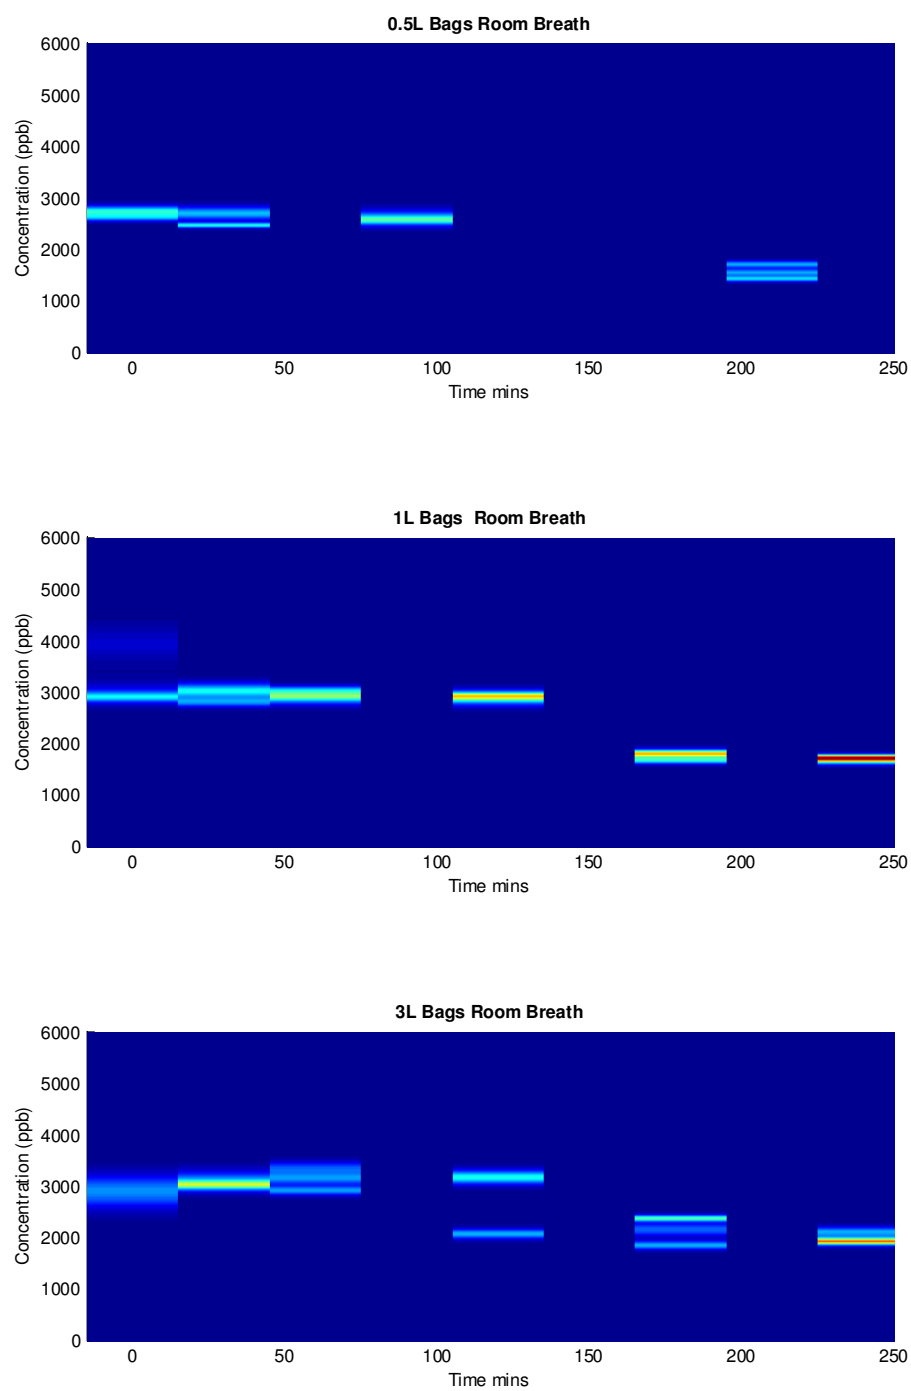 0.5L Bags Room Breath
6000
5000
4000
3000
2000
1000
0
Concentration (ppb)
0 50 100 150 200 250
Time mins
1L Bags  Room Breath
6000
5000
4000
3000
2000
1000
0
Concentration (ppb)
0 50 100 150 200 250
Time mins
3L Bags Room Breath
6000
5000
4000
3000
2000
1000
0
Concentration (ppb)
0 50 100 150 200 250
Time mins